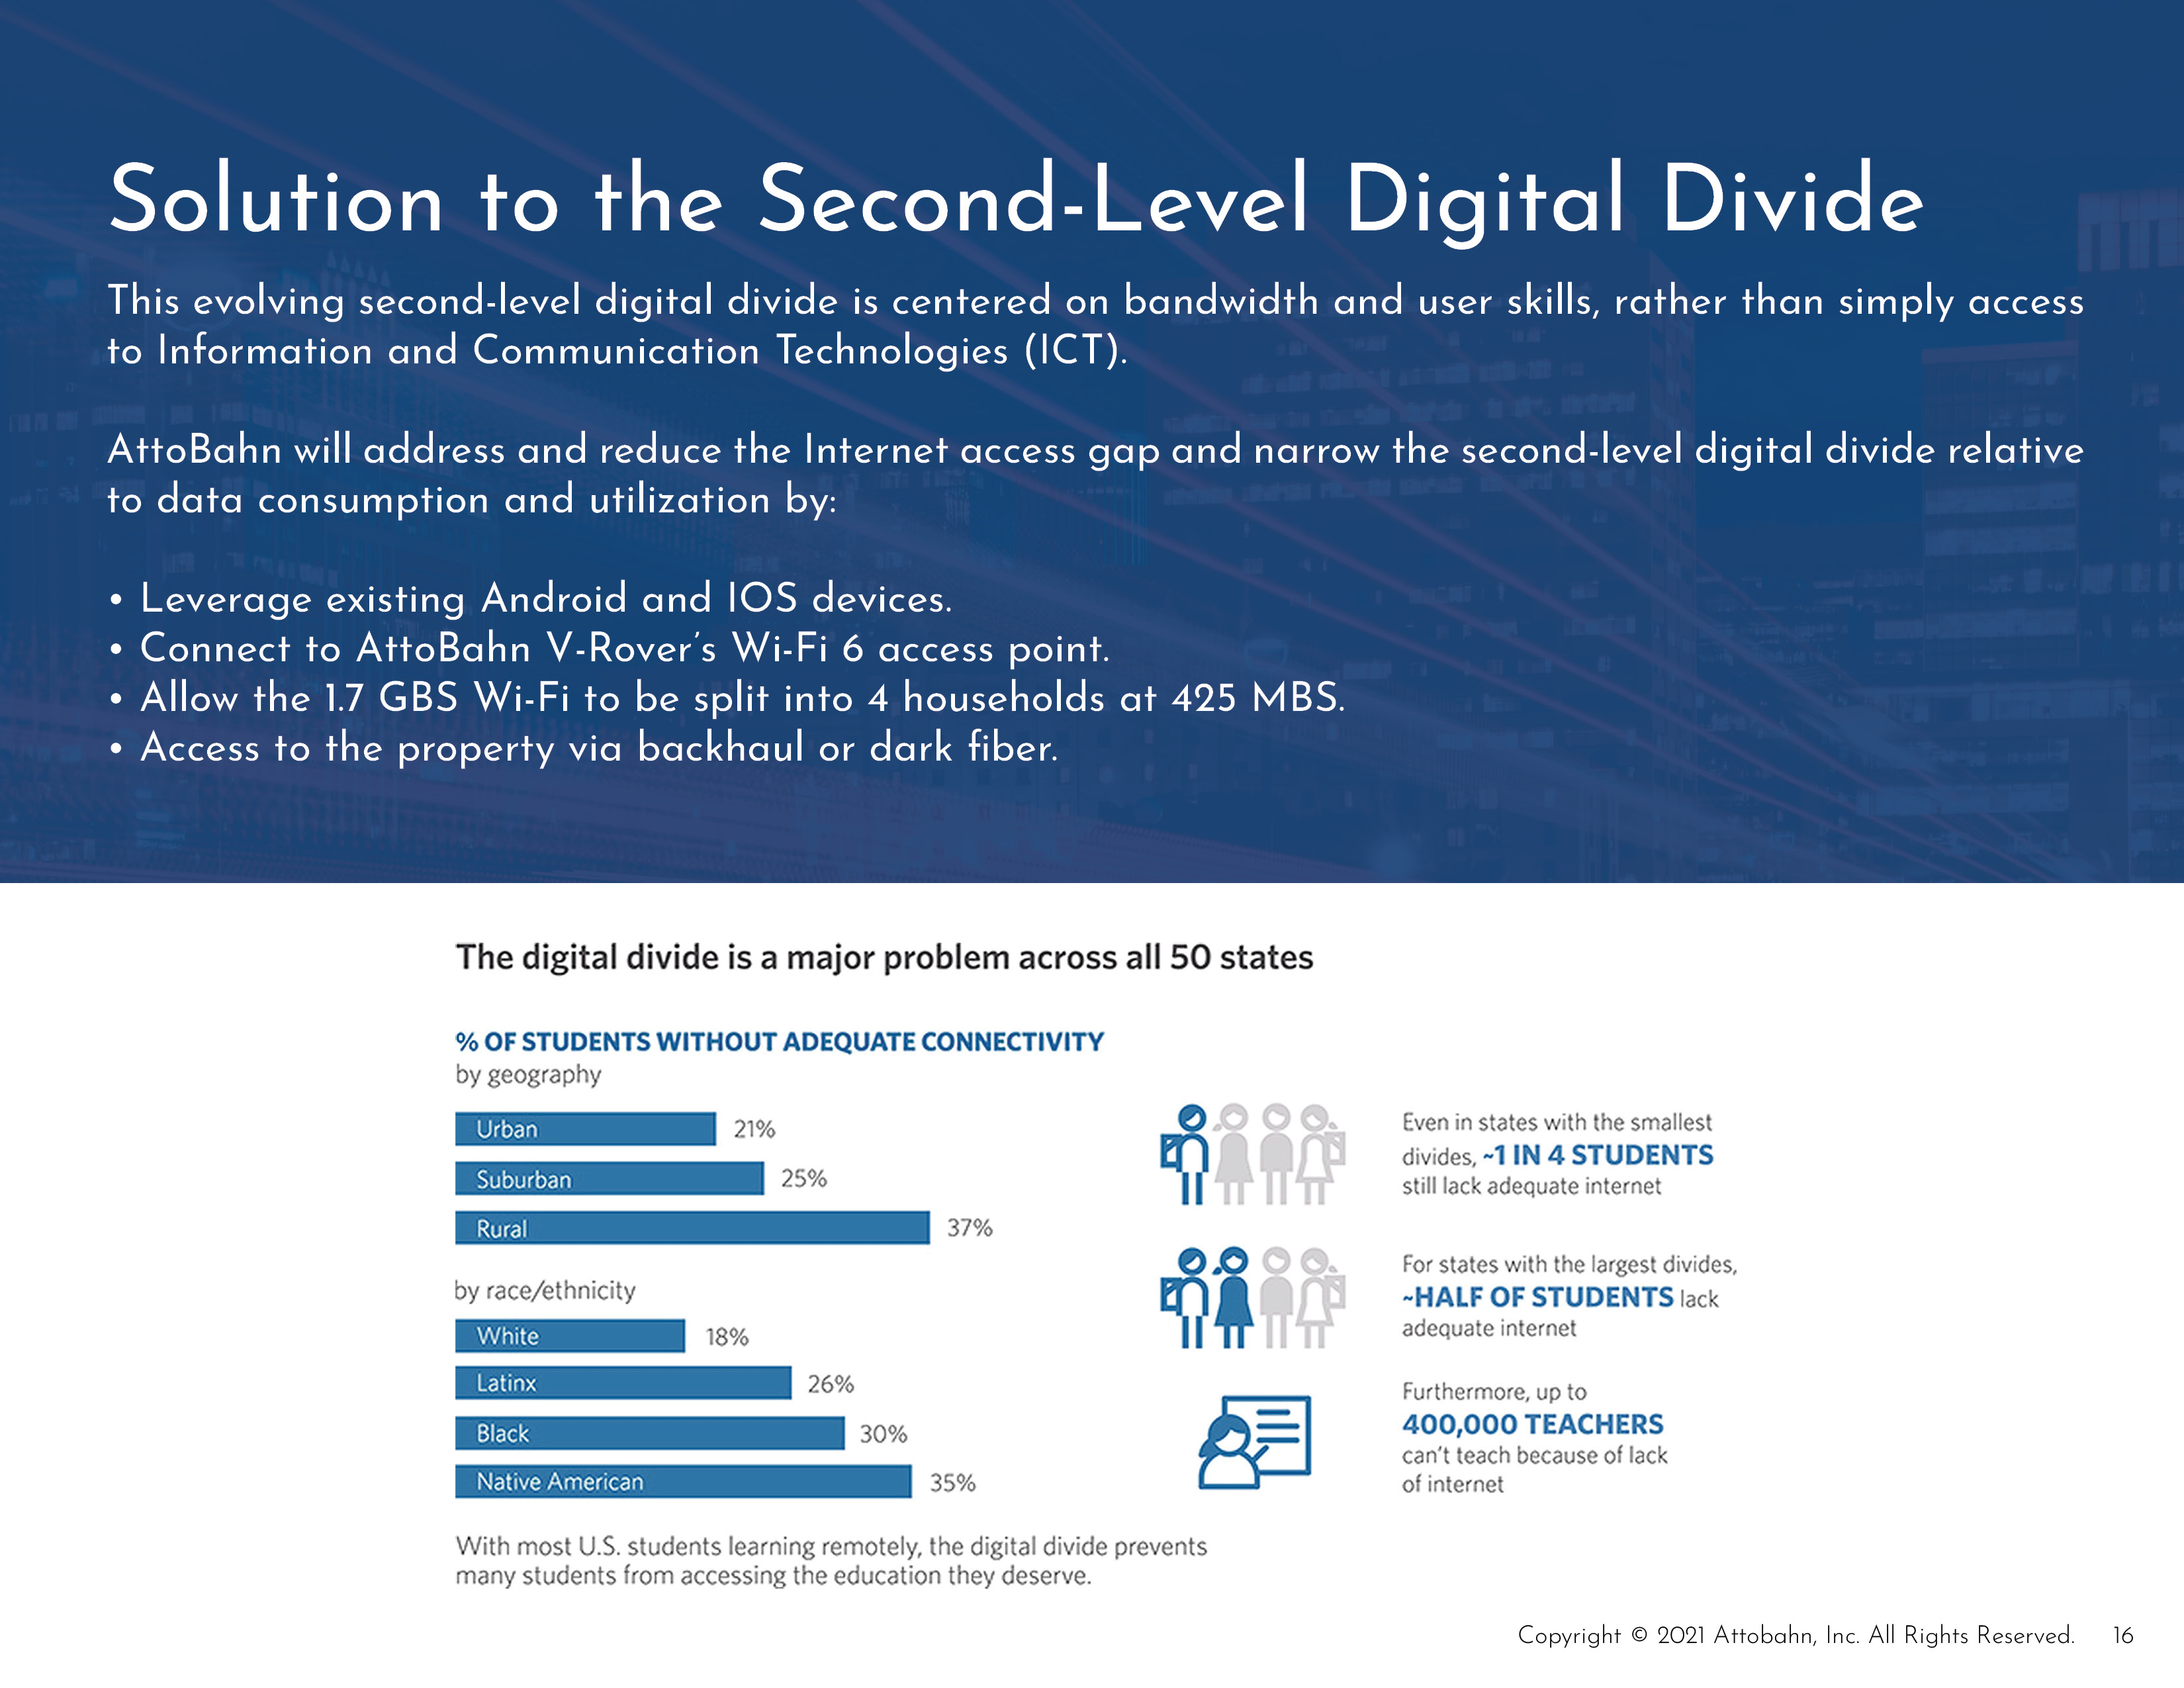 Solution to the Second-Level Digital Divide
This evolving second-level digital divide is centered on bandwidth and user skills, rather than simply access
to Information and Communication Technologies (ICT).
AttoBahn will address and reduce the Internet access gap and narrow the second-level digital divide relative
to data consumption and utilization by:
• Leverage existing Android and IOS devices.
• Connect to AttoBahn V-Rover's Wi-Fi 6 access point.
• Allow the 1.7 GBS Wi-Fi to be split into 4 households at 425 MBS.
• Access to the property via backhaul or dark fiber.
The digital divide is a major problem across all 50 states
% OF STUDENTS WITHOUT ADEQUATE CONNECTIVITY
by geography
Urban 21%
Suburban 25%
Rural 37%
by race/ethnicity
White 18%
Latinx 26%
Black 30%
Native American 35%
With most U.S. students learning remotely, the digital divide prevents
many students from accessing the education they deserve.
Even in states with the smallest
divides, ~1 IN 4 STUDENTS
still lack adequate internet
For states with the largest divides,
~HALF OF STUDENTS lack
adequate internet
Furthermore, up to
400,000 TEACHERS
can't teach because of lack
of internet
Copyright © 2021 Attobahn, Inc. All Rights Reserved. 16